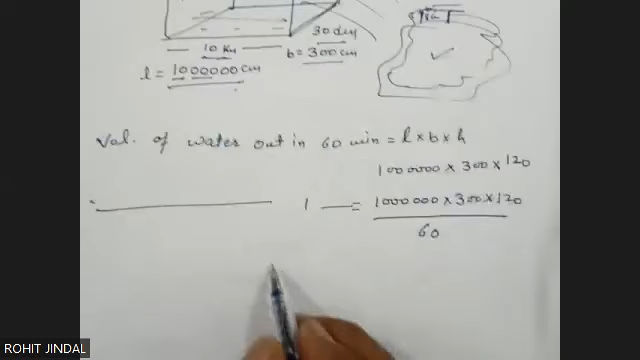 10 Km
30 dm
b = 300 cm
l = 1000000 cm
Vol. of water out in 60 min = l × b × h
1000000 × 300 × 120
1 — = 1000000 × 300 × 120
60
ROHIT JINDAL